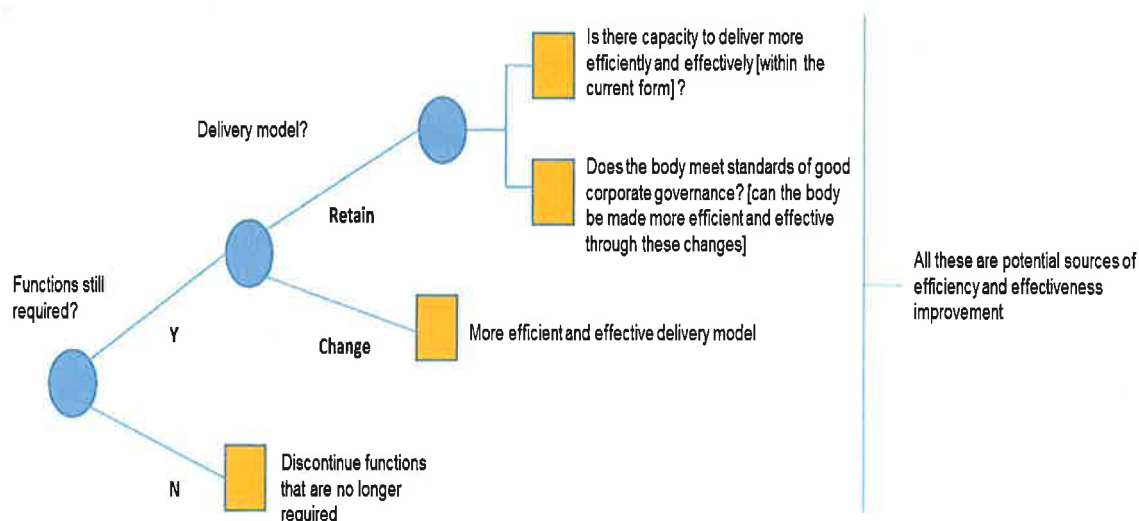 Is there capacity to deliver more
efficiently and effectively [within the
current form] ?
Delivery model?
Does the body meet standards of good
corporate governance? [can the body
be made more efficient and effective
through these changes]
Retain
All these are potential sources of
efficiency and effectiveness
improvement
Functions still
required?
Y
Change
More efficient and effective delivery model
Discontinue functions
that are no longer
required
N